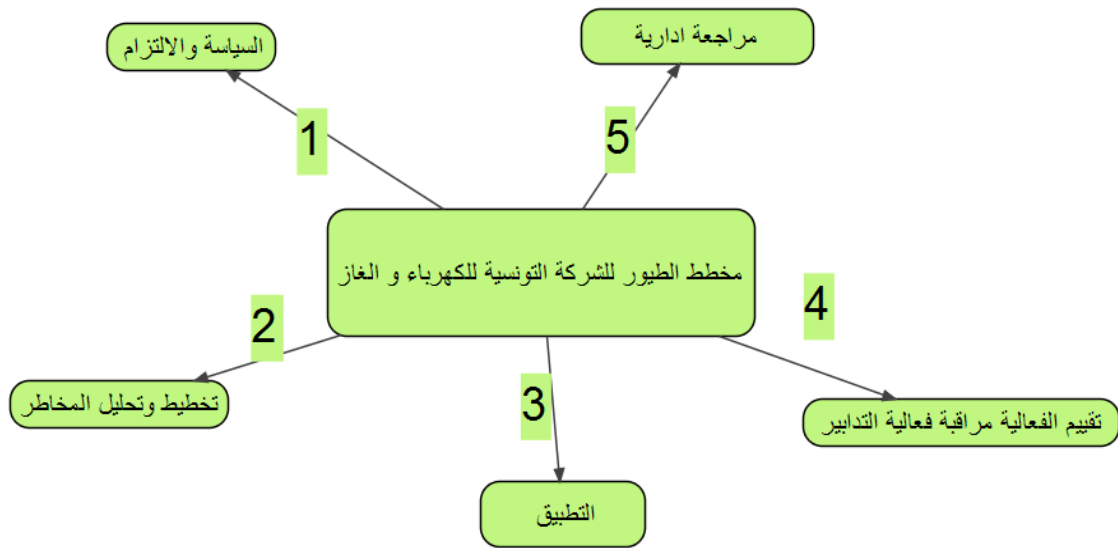 السياسة والالتزام
مراجعة ادارية
1
5
مخطط الطيور للشركة التونسية للكهرباء و الغاز
2
4
3
تخطيط وتحليل المخاطر
تقييم الفعالية مراقبة فعالية التدابير
التطبيق